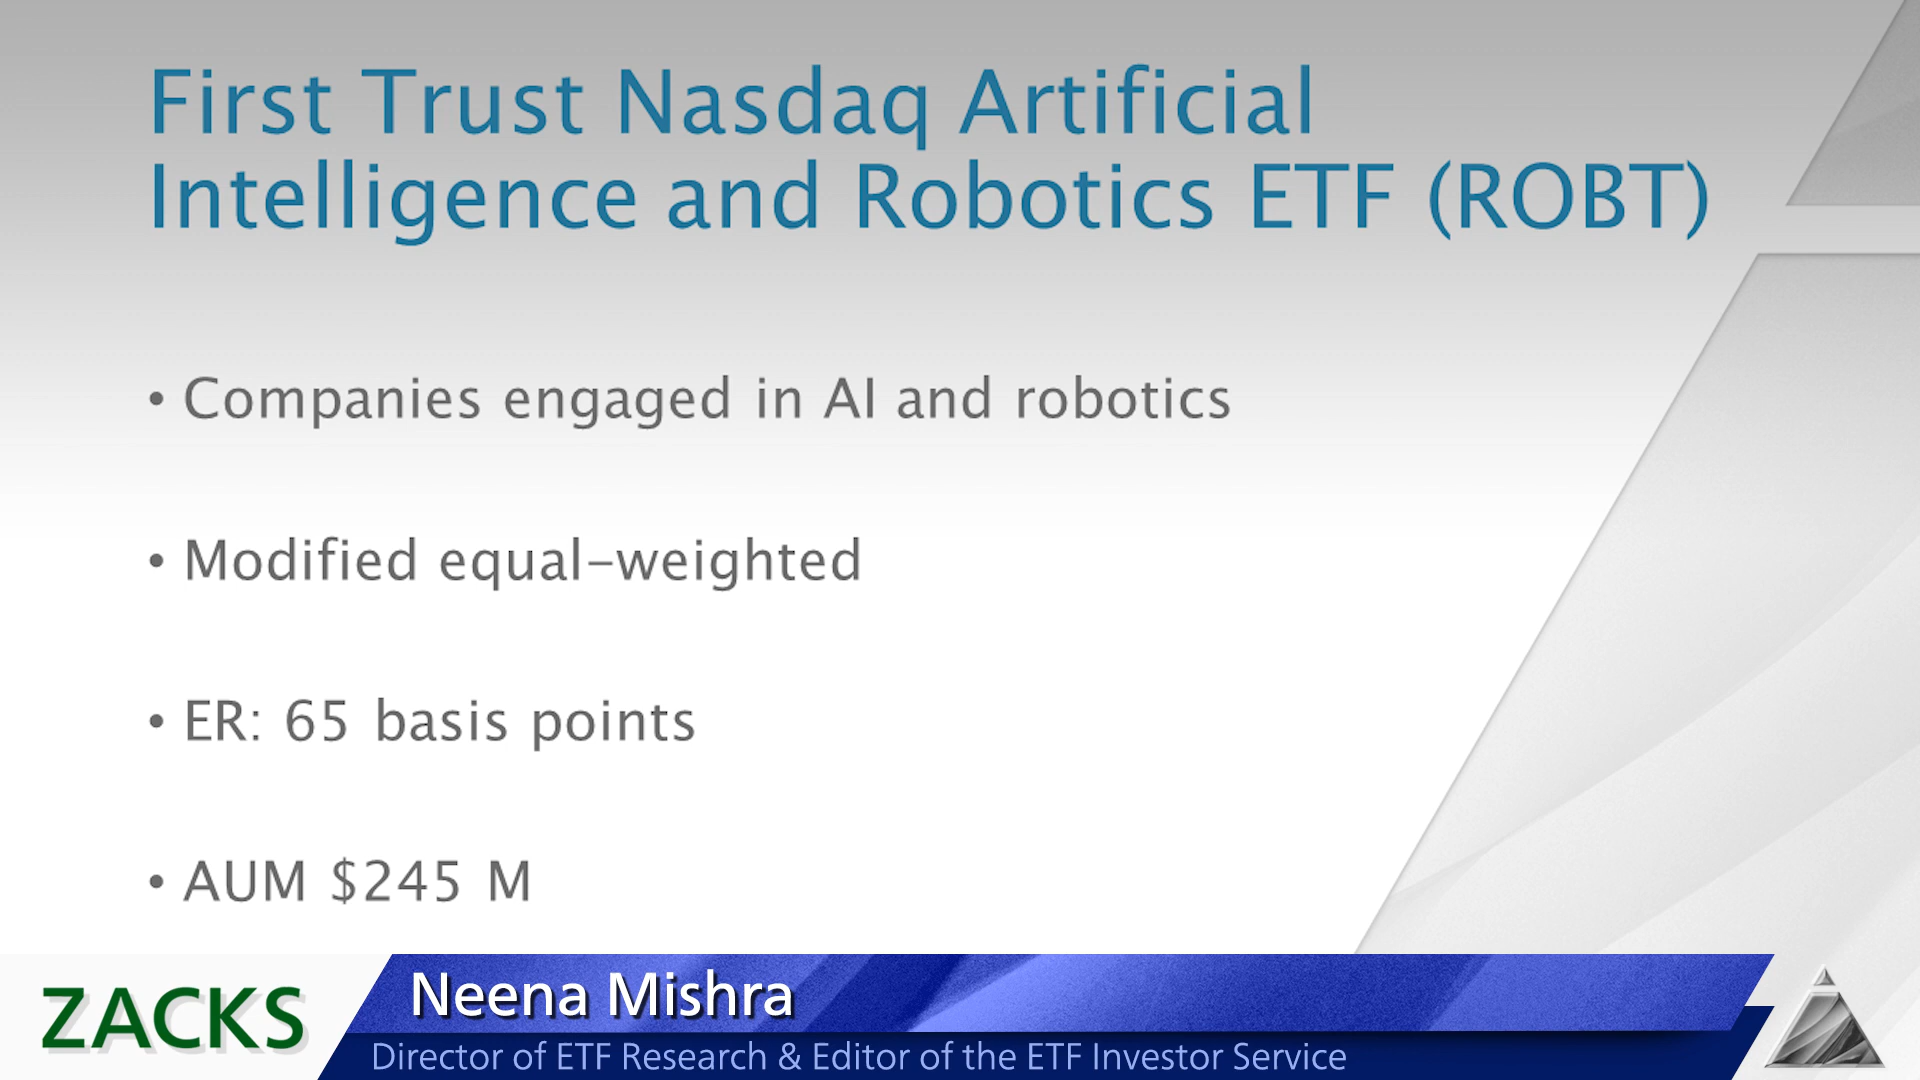 First Trust Nasdaq Artificial
Intelligence and Robotics ETF (ROBT)
• Companies engaged in AI and robotics
• Modified equal-weighted
• ER: 65 basis points
• AUM $245 M
ZACKS
Neena Mishra
Director of ETF Research & Editor of the ETF Investor Service